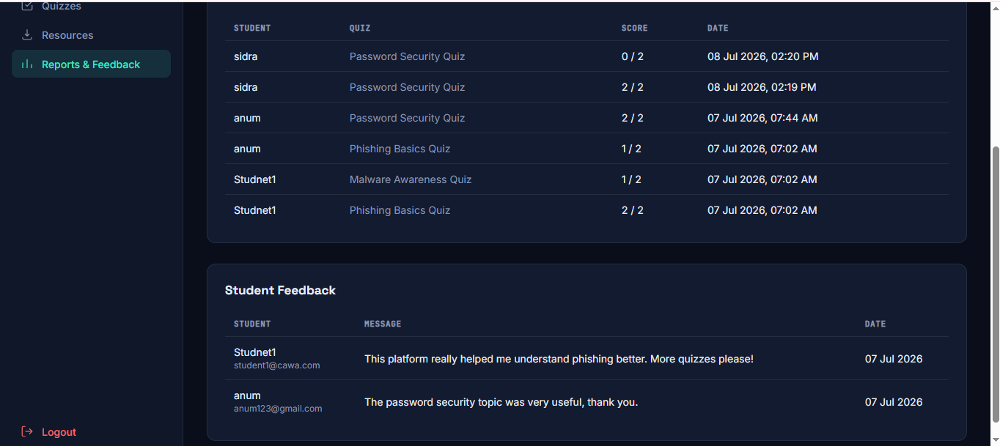 Quizzes
Resources
Reports & Feedback
STUDENT QUIZ SCORE DATE
sidra Password Security Quiz 0 / 2 08 Jul 2026, 02:20 PM
sidra Password Security Quiz 2 / 2 08 Jul 2026, 02:19 PM
anum Password Security Quiz 2 / 2 07 Jul 2026, 07:44 AM
anum Phishing Basics Quiz 1 / 2 07 Jul 2026, 07:02 AM
Studnet1 Malware Awareness Quiz 1 / 2 07 Jul 2026, 07:02 AM
Studnet1 Phishing Basics Quiz 2 / 2 07 Jul 2026, 07:02 AM
Student Feedback
STUDENT MESSAGE DATE
Studnet1
student1@cawa.com
This platform really helped me understand phishing better. More quizzes please! 07 Jul 2026
anum
anum123@gmail.com
The password security topic was very useful, thank you. 07 Jul 2026
Logout